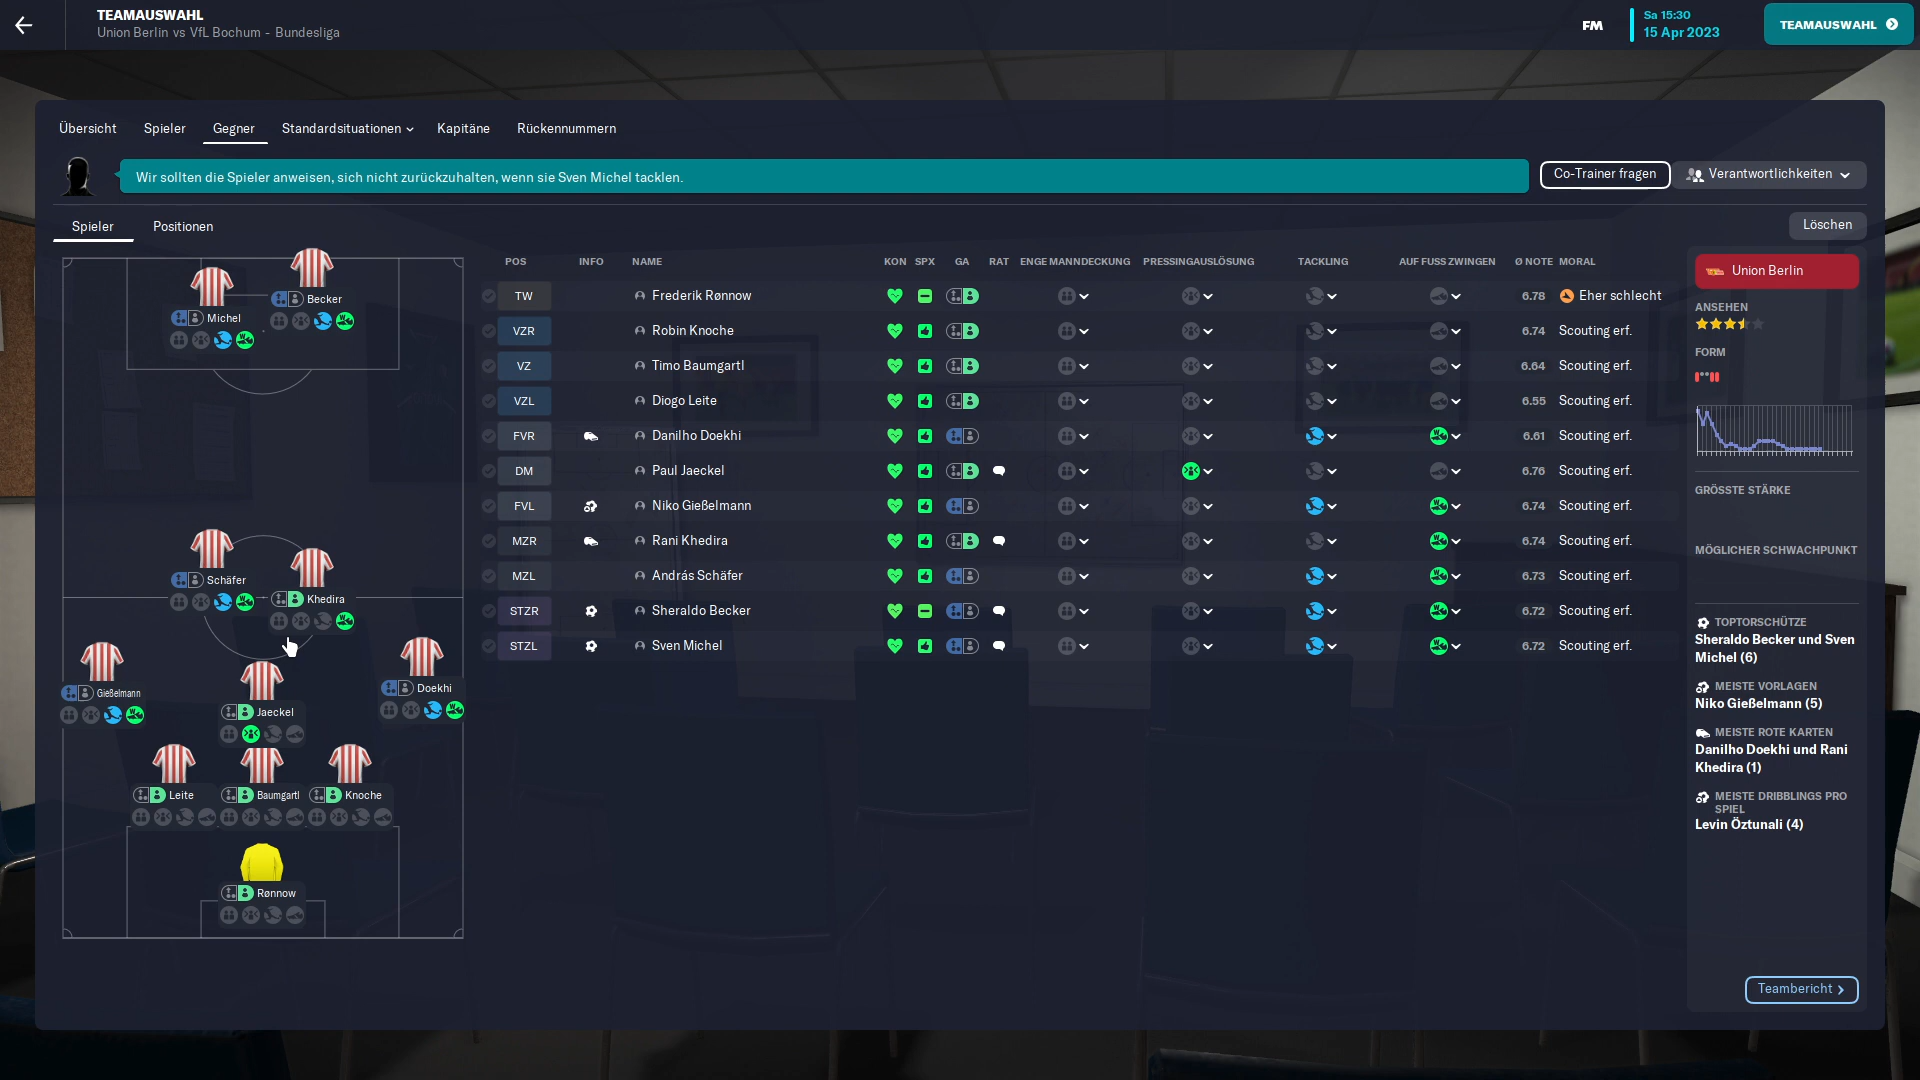 TEAMAUSWAHL
Union Berlin vs VfL Bochum - Bundesliga
FM
Sa 15:30
15 Apr 2023
TEAMAUSWAHL
Übersicht Spieler Gegner Standardsituationen Kapitäne Rückennummern
Wir sollten die Spieler anweisen, sich nicht zurückzuhalten, wenn sie Sven Michel tacklen.
Co-Trainer fragen
Verantwortlichkeiten
Spieler Positionen
Löschen
Becker
Michel
Schäfer
Khedira
Gießelmann
Doekhi
Jaeckel
Leite
Baumgartl
Knoche
Rønnow
POS INFO NAME KON SPX GA RAT ENGE MANNDECKUNG PRESSINGAUSLÖSUNG TACKLING AUF FUSS ZWINGEN Ø NOTE MORAL
TW Frederik Rønnow 6.78 Eher schlecht
VZR Robin Knoche 6.74 Scouting erf.
VZ Timo Baumgartl 6.64 Scouting erf.
VZL Diogo Leite 6.55 Scouting erf.
FVR Danilho Doekhi 6.61 Scouting erf.
DM Paul Jaeckel 6.76 Scouting erf.
FVL Niko Gießelmann 6.74 Scouting erf.
MZR Rani Khedira 6.74 Scouting erf.
MZL András Schäfer 6.73 Scouting erf.
STZR Sheraldo Becker 6.72 Scouting erf.
STZL Sven Michel 6.72 Scouting erf.
Union Berlin
ANSEHEN
FORM
GRÖSSTE STÄRKE
MÖGLICHER SCHWACHPUNKT
TOPTORSCHÜTZE
Sheraldo Becker und Sven
Michel (6)
MEISTE VORLAGEN
Niko Gießelmann (5)
MEISTE ROTE KARTEN
Danilho Doekhi und Rani
Khedira (1)
MEISTE DRIBBLINGS PRO
SPIEL
Levin Öztunali (4)
Teambericht